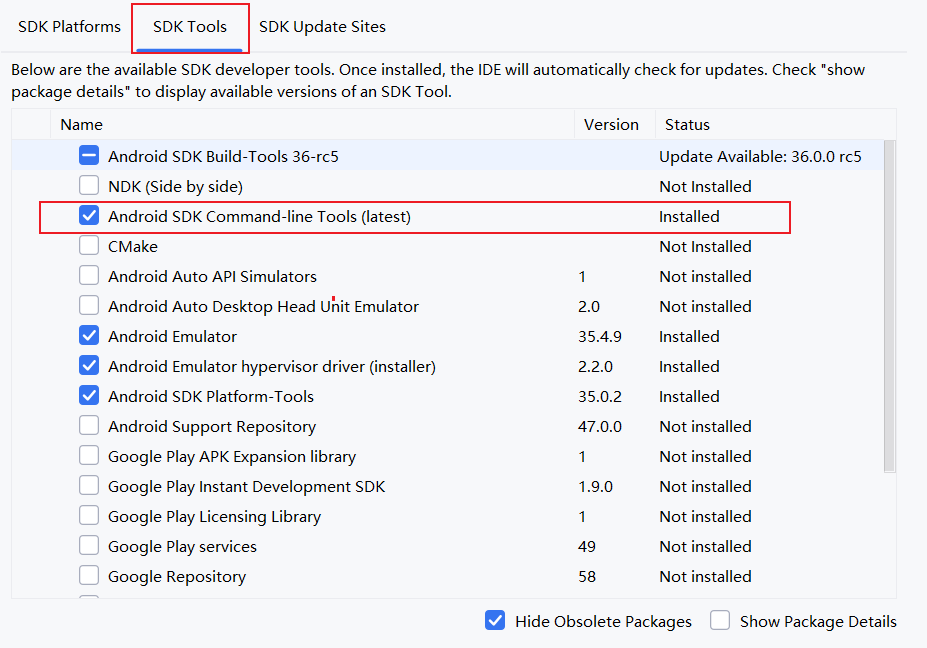 SDK Platforms SDK Tools SDK Update Sites
Below are the available SDK developer tools. Once installed, the IDE will automatically check for updates. Check "show
package details" to display available versions of an SDK Tool.
Name Version Status
Android SDK Build-Tools 36-rc5 Update Available: 36.0.0 rc5
NDK (Side by side) Not Installed
Android SDK Command-line Tools (latest) Installed
CMake Not Installed
Android Auto API Simulators 1 Not installed
Android Auto Desktop Head Unit Emulator 2.0 Not installed
Android Emulator 35.4.9 Installed
Android Emulator hypervisor driver (installer) 2.2.0 Installed
Android SDK Platform-Tools 35.0.2 Installed
Android Support Repository 47.0.0 Not installed
Google Play APK Expansion library 1 Not installed
Google Play Instant Development SDK 1.9.0 Not installed
Google Play Licensing Library 1 Not installed
Google Play services 49 Not installed
Google Repository 58 Not installed
Hide Obsolete Packages Show Package Details